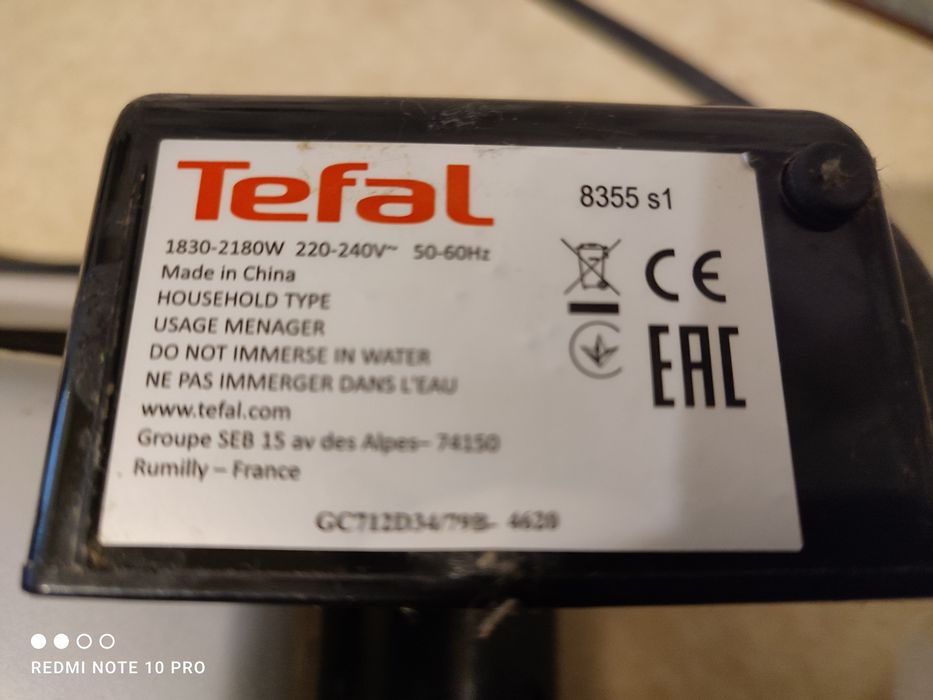 Tefal
8355 s1
1830-2180W 220-240V~ 50-60Hz
Made in China
HOUSEHOLD TYPE
USAGE MENAGER
DO NOT IMMERSE IN WATER
NE PAS IMMERGER DANS L'EAU
www.tefal.com
Groupe SEB 15 av des Alpes– 74150
Rumilly – France
GC712D34/79B- 4620
CE
EAC
REDMI NOTE 10 PRO